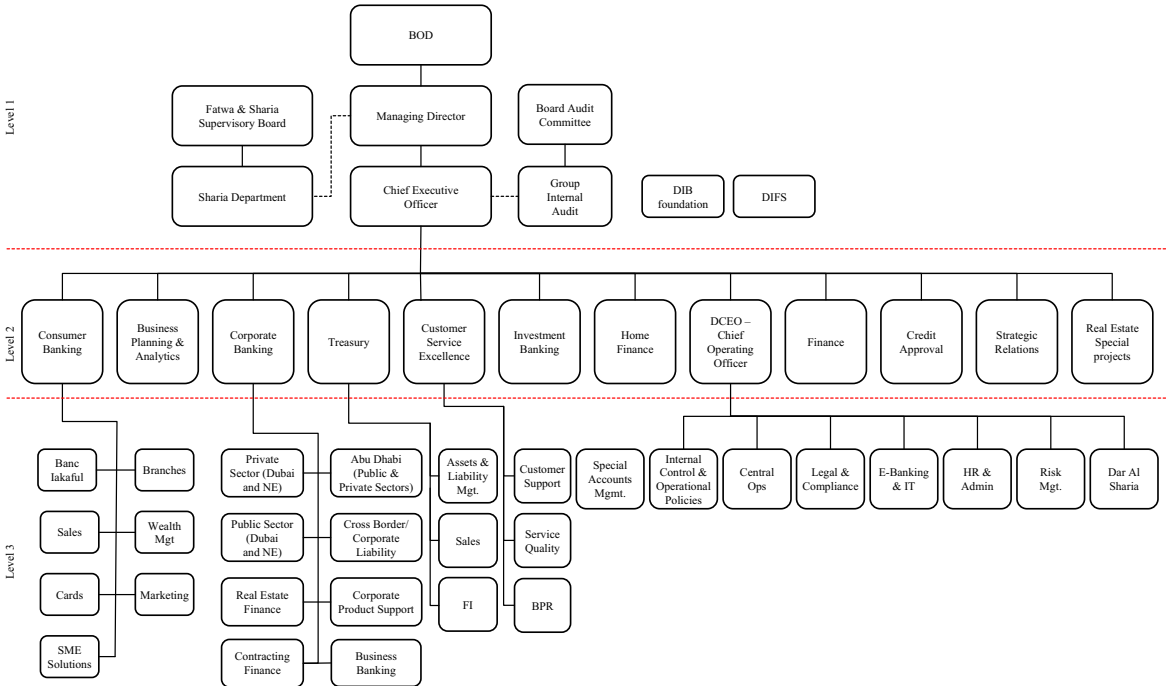 BOD
Level 1
Fatwa & Sharia
Supervisory Board
Managing Director
Board Audit
Committee
Sharia Department
Chief Executive
Officer
Group
Internal
Audit
DIB
foundation
DIFS
Level 2
Consumer
Banking
Business
Planning &
Analytics
Corporate
Banking
Treasury
Customer
Service
Excellence
Investment
Banking
Home
Finance
DCEO –
Chief
Operating
Officer
Finance
Credit
Approval
Strategic
Relations
Real Estate
Special
projects
Level 3
Banc
Iakaful
Branches
Sales
Wealth
Mgt
Cards
Marketing
SME
Solutions
Private
Sector (Dubai
and NE)
Abu Dhabi
(Public &
Private Sectors)
Public Sector
(Dubai
and NE)
Cross Border/
Corporate
Liability
Real Estate
Finance
Corporate
Product Support
Contracting
Finance
Business
Banking
Assets &
Liability
Mgt.
Sales
FI
Customer
Support
Service
Quality
BPR
Special
Accounts
Mgmt.
Internal
Control &
Operational
Policies
Central
Ops
Legal &
Compliance
E-Banking
& IT
HR &
Admin
Risk
Mgt.
Dar Al
Sharia